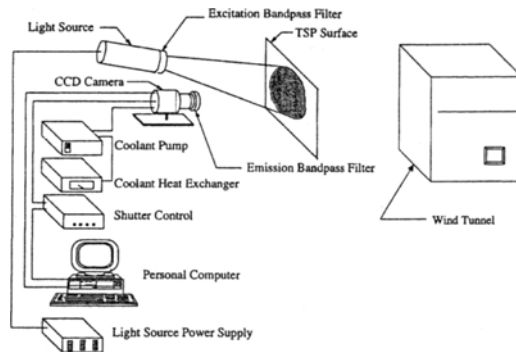 Excitation Bandpass Filter
Light Source
TSP Surface
CCD Camera
Coolant Pump
Emission Bandpass Filter
Coolant Heat Exchanger
Shutter Control
Wind Tunnel
Personal Computer
Light Source Power Supply